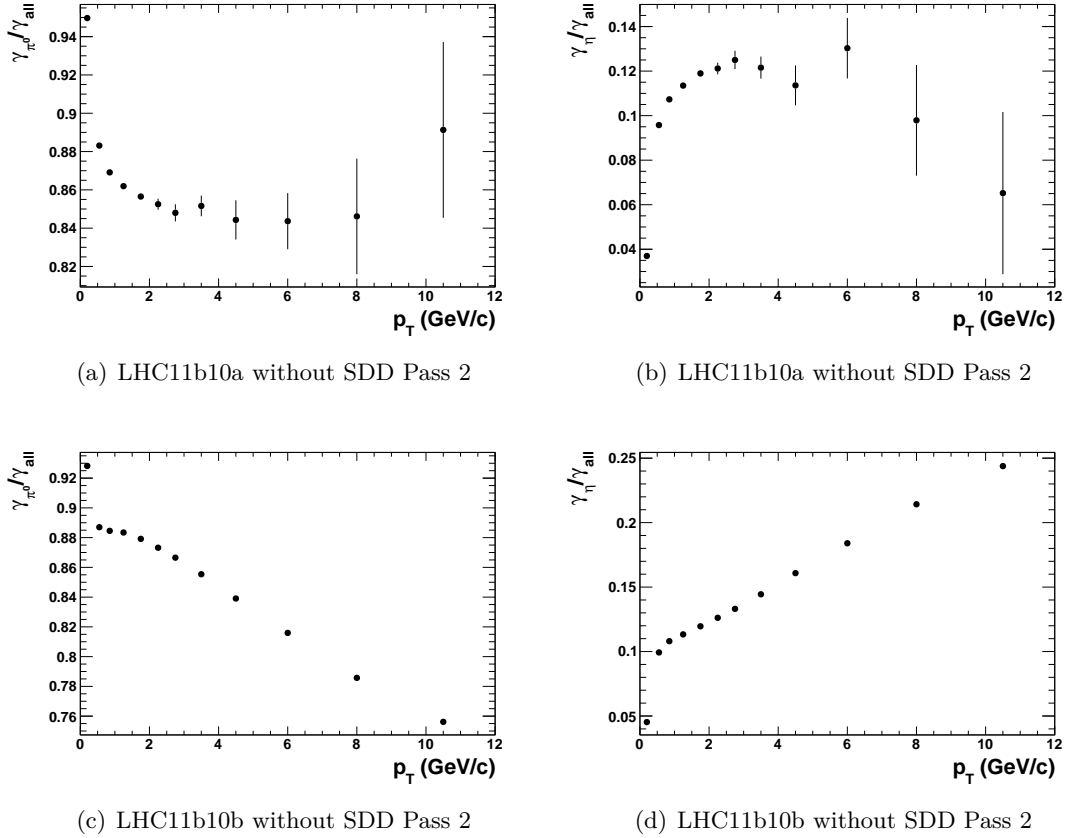 γπ⁰/γall
0.94
0.92
0.9
0.88
0.86
0.84
0.82
0 2 4 6 8 10 12
pT (GeV/c)
(a) LHC11b10a without SDD Pass 2
γη/γall
0.14
0.12
0.1
0.08
0.06
0.04
0 2 4 6 8 10 12
pT (GeV/c)
(b) LHC11b10a without SDD Pass 2
γπ⁰/γall
0.92
0.9
0.88
0.86
0.84
0.82
0.8
0.78
0.76
0 2 4 6 8 10 12
pT (GeV/c)
(c) LHC11b10b without SDD Pass 2
γη/γall
0.25
0.2
0.15
0.1
0.05
0 2 4 6 8 10 12
pT (GeV/c)
(d) LHC11b10b without SDD Pass 2